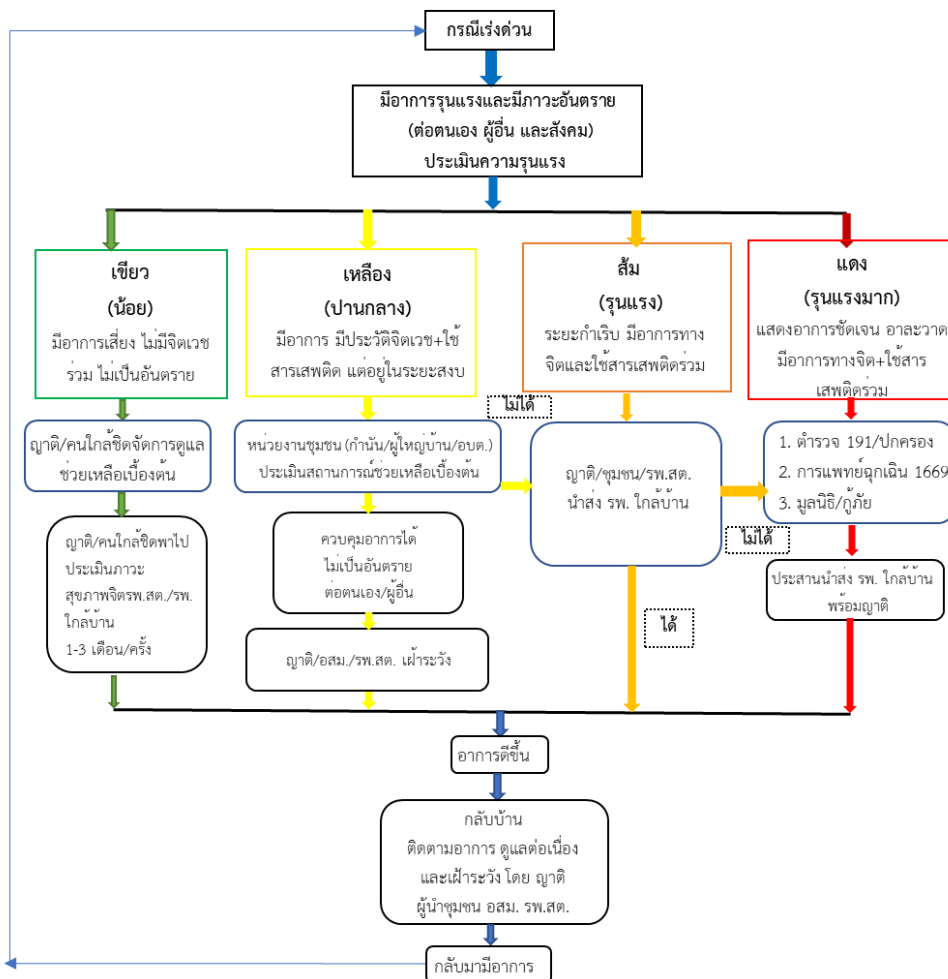 กรณีเร่งด่วน
มีอาการรุนแรงและมีภาวะอันตราย
(ต่อตนเอง ผู้อื่น และสังคม)
ประเมินความรุนแรง
เขียว
(น้อย)
มีอาการเสี่ยง ไม่มีจิตเวช
ร่วม ไม่เป็นอันตราย
เหลือง
(ปานกลาง)
มีอาการ มีประวัติจิตเวช+ใช้
สารเสพติด แต่อยู่ในระยะสงบ
ส้ม
(รุนแรง)
ระยะกำเริบ มีอาการทาง
จิตและใช้สารเสพติดร่วม
แดง
(รุนแรงมาก)
แสดงอาการชัดเจน อาละวาด
มีอาการทางจิต+ใช้สาร
เสพติดร่วม
ญาติ/คนใกล้ชิดจัดการดูแล
ช่วยเหลือเบื้องต้น
หน่วยงานชุมชน (กำนัน/ผู้ใหญ่บ้าน/อบต.)
ประเมินสถานการณ์ช่วยเหลือเบื้องต้น
ไม่ได้
ญาติ/ชุมชน/รพ.สต.
นำส่ง รพ. ใกล้บ้าน
1. ตำรวจ 191/ปกครอง
2. การแพทย์ฉุกเฉิน 1669
3. มูลนิธิ/กู้ภัย
ไม่ได้
ญาติ/คนใกล้ชิดพาไป
ประเมินภาวะ
สุขภาพจิตรพ.สต./รพ.
ใกล้บ้าน
1-3 เดือน/ครั้ง
ควบคุมอาการได้
ไม่เป็นอันตราย
ต่อตนเอง/ผู้อื่น
ประสานนำส่ง รพ. ใกล้บ้าน
พร้อมญาติ
ได้
ญาติ/อสม./รพ.สต. เฝ้าระวัง
อาการดีขึ้น
กลับบ้าน
ติดตามอาการ ดูแลต่อเนื่อง
และเฝ้าระวัง โดย ญาติ
ผู้นำชุมชน อสม. รพ.สต.
กลับมามีอาการ